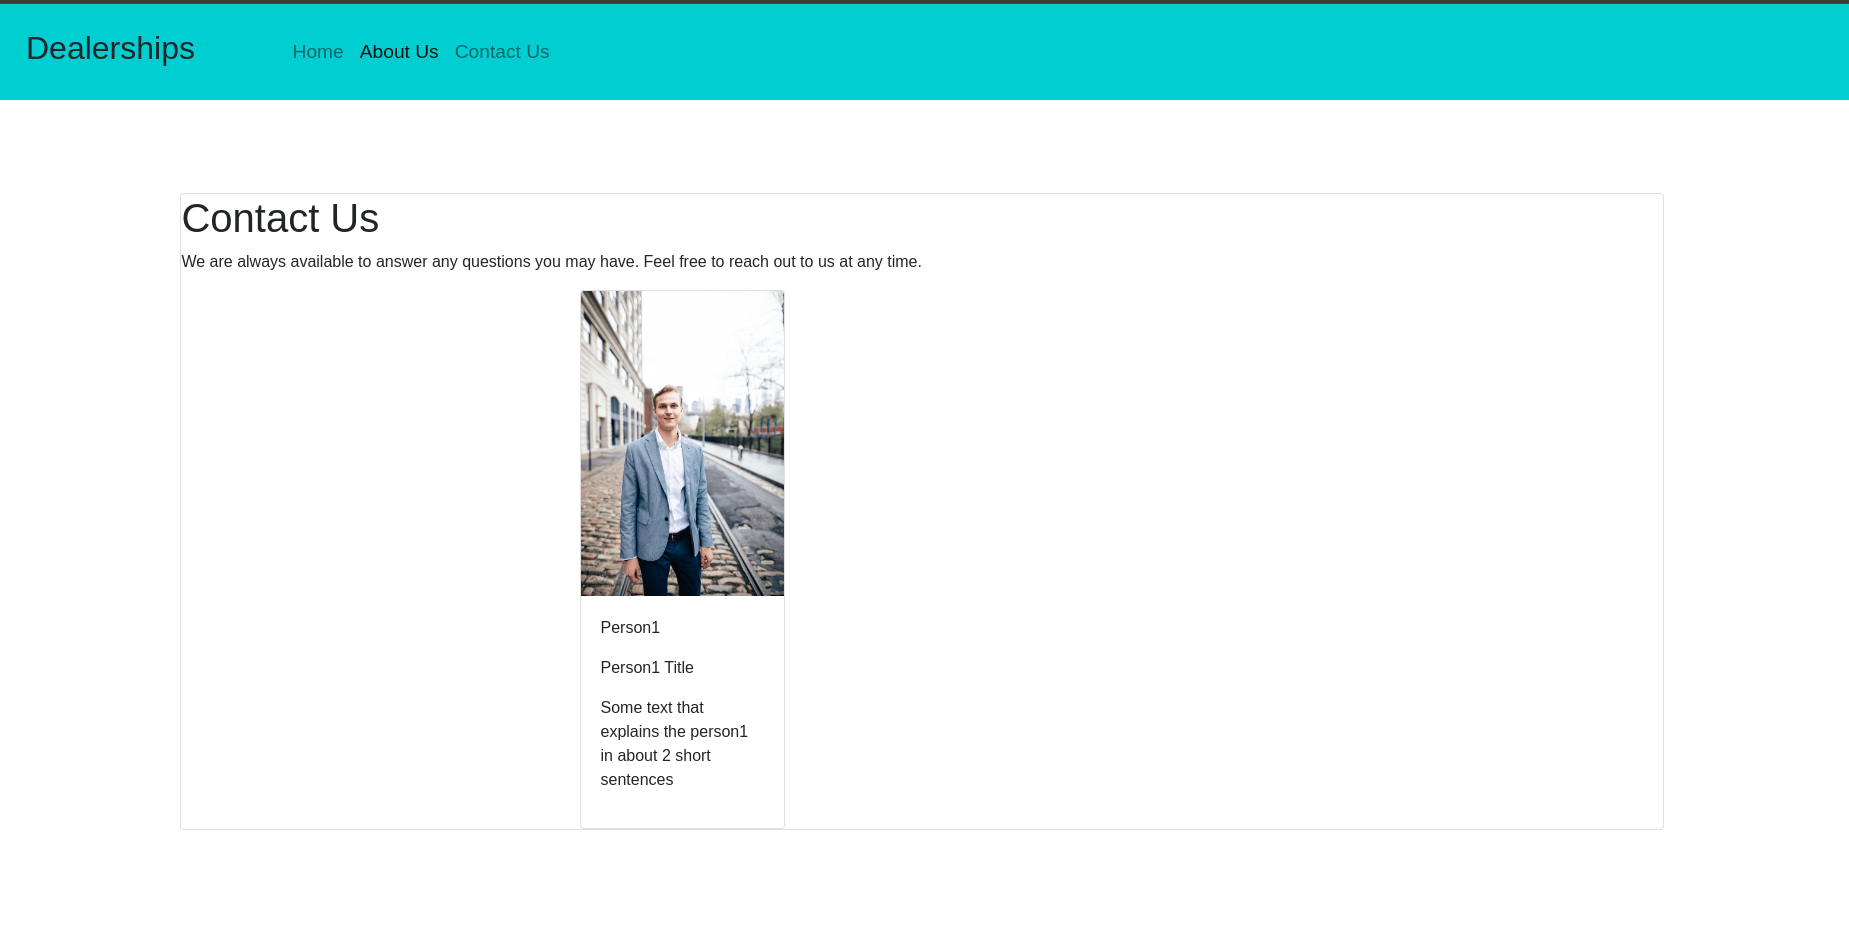 Dealerships
Home About Us Contact Us
Contact Us
We are always available to answer any questions you may have. Feel free to reach out to us at any time.
Person1
Person1 Title
Some text that
explains the person1
in about 2 short
sentences